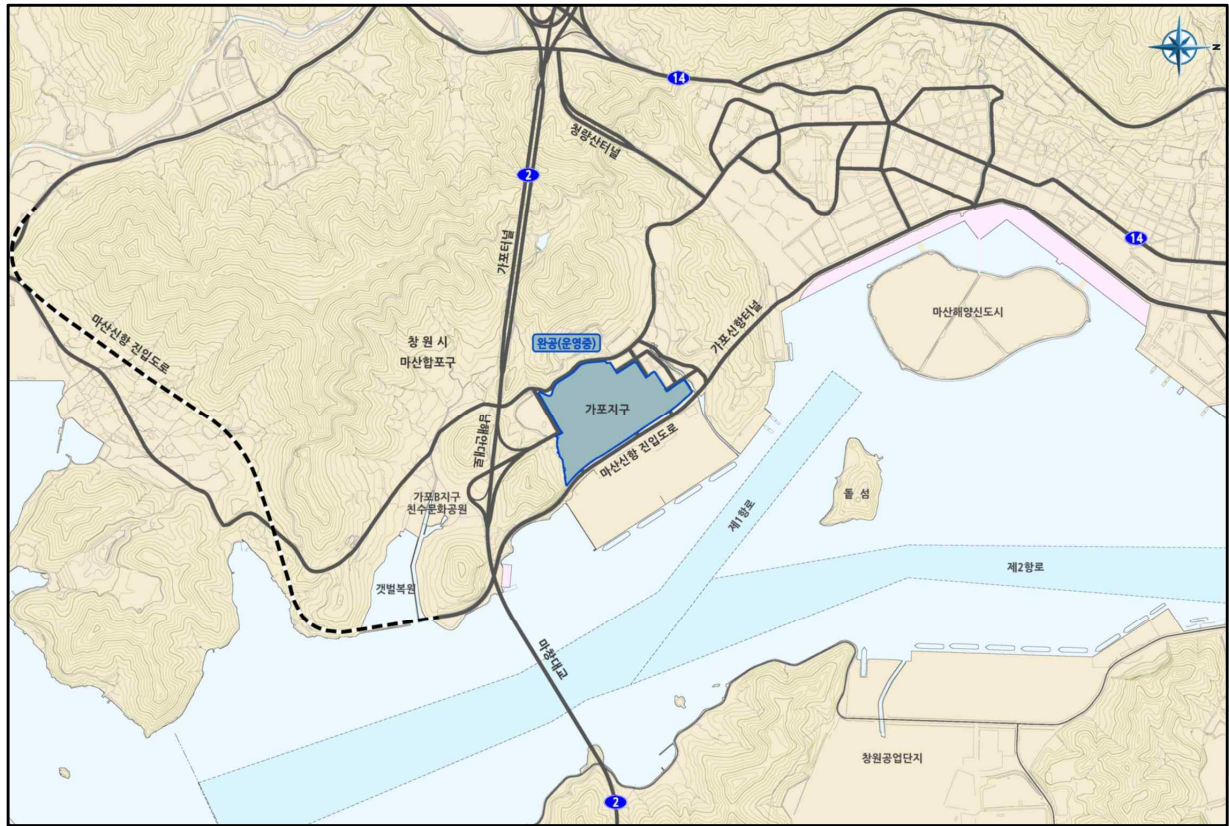 N
14
청량산터널
2
가포터널
14
마산해양신도시
마산신항 진입도로
창 원 시
마산합포구
완공(운영중)
가포신항터널
가포지구
남해안대로
마산신항 진입도로
가포B지구
친수문화공원
돝 섬
제1항로
제2항로
갯벌복원
마창대교
창원공업단지
2